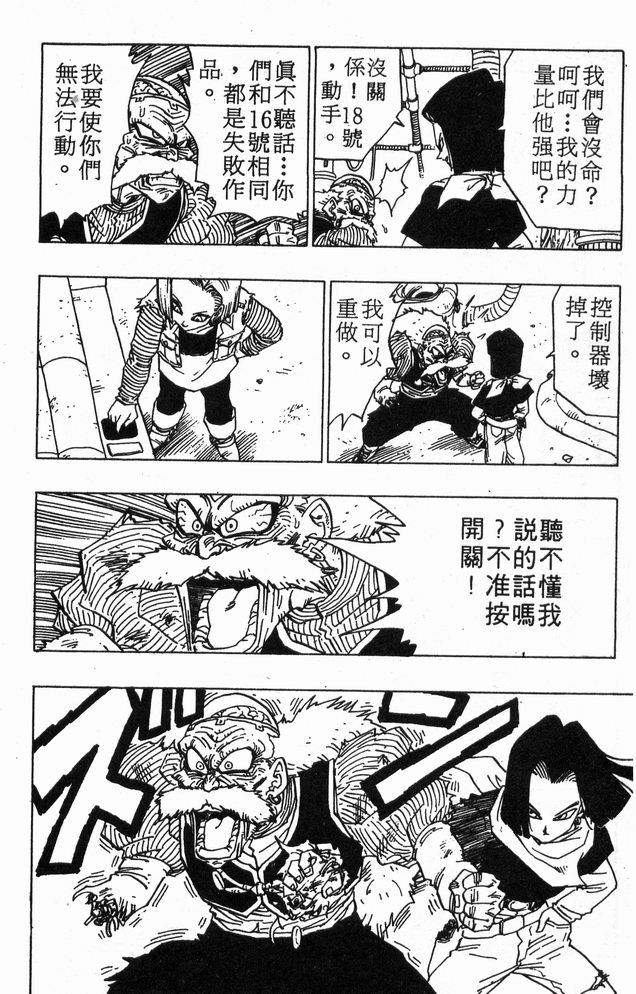 我們會沒命？
呵呵…我的力
量比他强吧？
沒關
係！18號
，動手。
眞不聽話…你
們和16號相同
，都是失敗作
品。
我要使你們
無法行動。
控制器壞
掉了。
我可以
重做。
聽不懂我
說的話嗎
？不准按
開關！